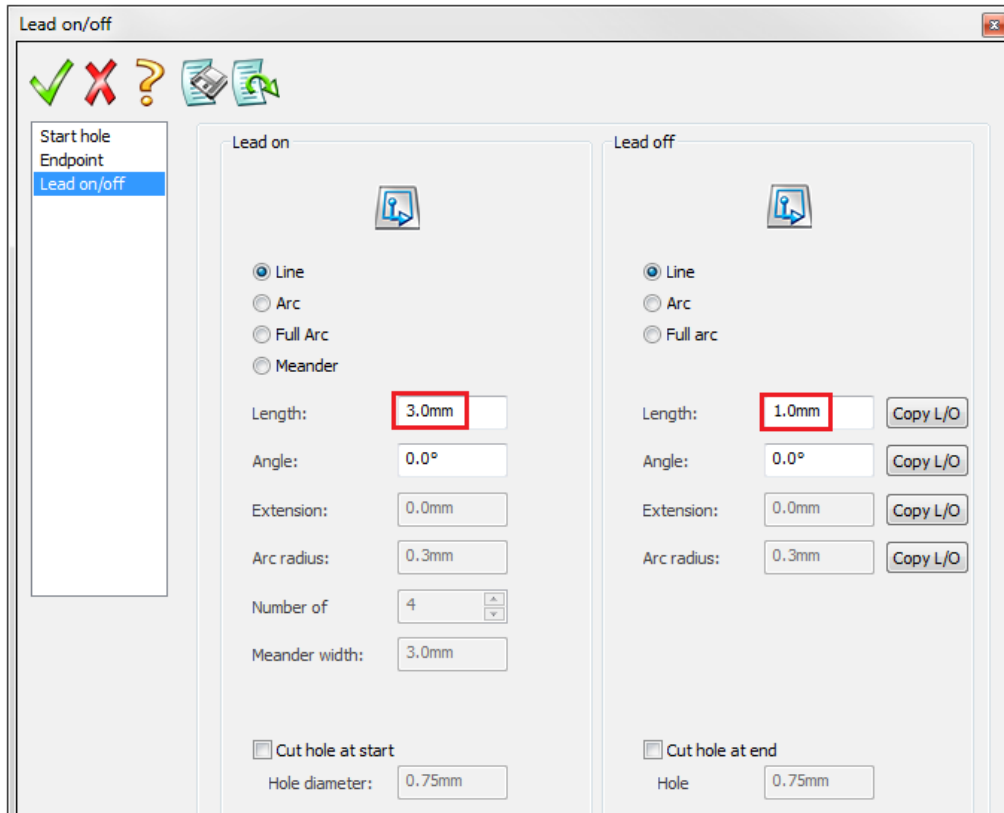 Lead on/off
Start hole
Endpoint
Lead on/off
Lead on
Line
Arc
Full Arc
Meander
Length: 3.0mm
Angle: 0.0°
Extension: 0.0mm
Arc radius: 0.3mm
Number of 4
Meander width: 3.0mm
Cut hole at start
Hole diameter: 0.75mm
Lead off
Line
Arc
Full arc
Length: 1.0mm Copy L/O
Angle: 0.0° Copy L/O
Extension: 0.0mm Copy L/O
Arc radius: 0.3mm Copy L/O
Cut hole at end
Hole 0.75mm